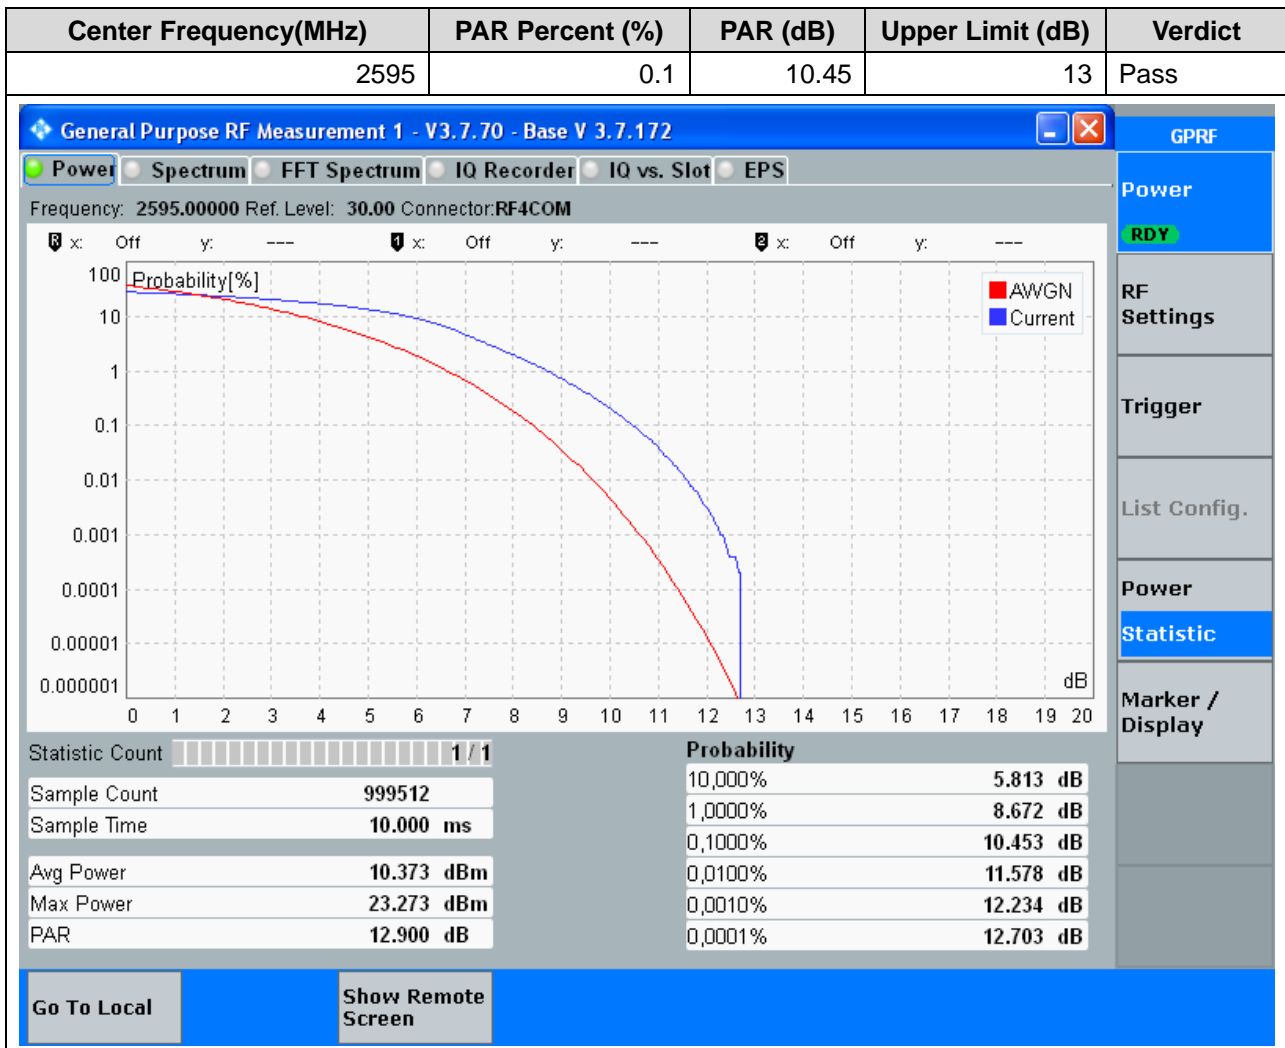 Center Frequency(MHz) PAR Percent (%) PAR (dB) Upper Limit (dB) Verdict
2595 0.1 10.45 13 Pass
General Purpose RF Measurement 1 - V3.7.70 - Base V 3.7.172
GPRF
Power Spectrum FFT Spectrum IQ Recorder IQ vs. Slot EPS
Power
RDY
Frequency: 2595.00000 Ref. Level: 30.00 Connector:RF4COM
R x: Off y: --- 1 x: Off y: --- 2 x: Off y: ---
Probability[%]
100
10
1
0.1
0.01
0.001
0.0001
0.00001
0.000001
AWGN
Current
dB
0 1 2 3 4 5 6 7 8 9 10 11 12 13 14 15 16 17 18 19 20
RF
Settings
Trigger
List Config.
Power
Statistic
Marker /
Display
Statistic Count 1 / 1
Sample Count 999512
Sample Time 10.000 ms
Avg Power 10.373 dBm
Max Power 23.273 dBm
PAR 12.900 dB
Probability
10,000% 5.813 dB
1,0000% 8.672 dB
0,1000% 10.453 dB
0,0100% 11.578 dB
0,0010% 12.234 dB
0,0001% 12.703 dB
Go To Local
Show Remote
Screen